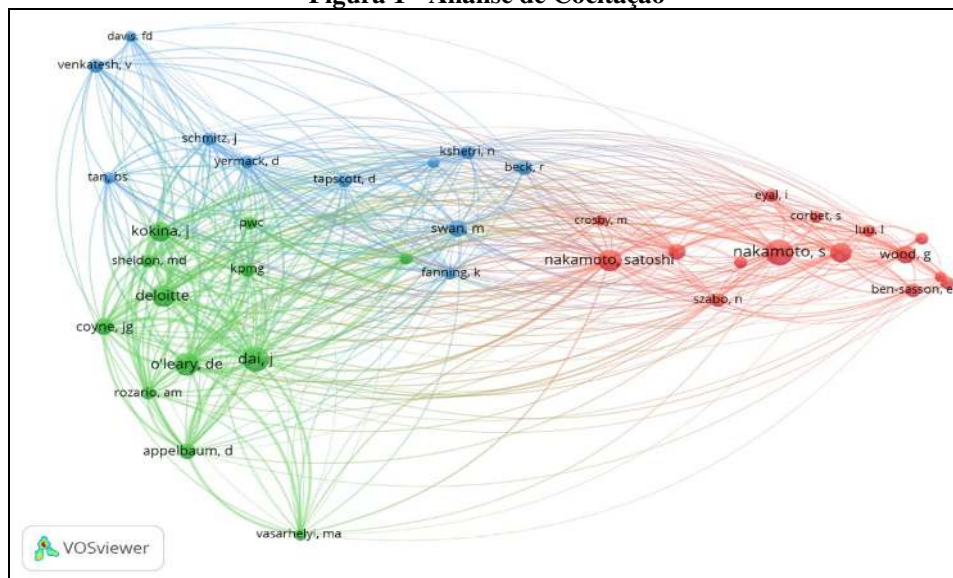 Figura 1 - Análise de Cocitação
davis. fd
venkatesh, v
schmitz, j
kshetri, n
yermack, d
beck, r
tan, bs
tapscott, d
eyal, i
crosby, m
corbet, s
pwc
kokina, j
swan, m
luu, l
nakamoto, s
wood, g
sheldon, md
kpmg
nakamoto, satoshi
fanning, k
deloitte
szabo, n
ben-sasson, e
coyne, jg
o'leary, de
dai, j
rozario, am
appelbaum, d
vasarhelyi, ma
VOSviewer